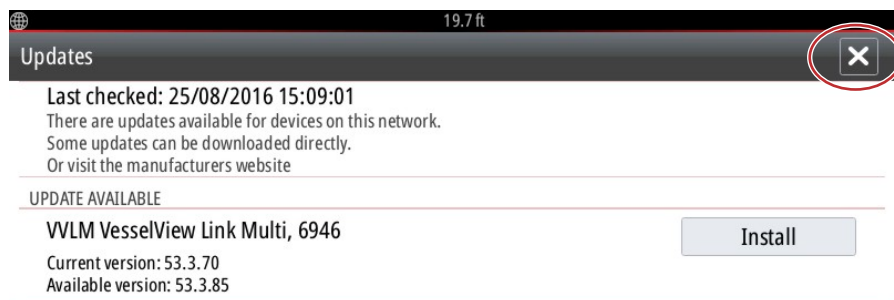 19.7 ft
Updates
Last checked: 25/08/2016 15:09:01
There are updates available for devices on this network.
Some updates can be downloaded directly.
Or visit the manufacturers website
UPDATE AVAILABLE
VVLM VesselView Link Multi, 6946
Install
Current version: 53.3.70
Available version: 53.3.85